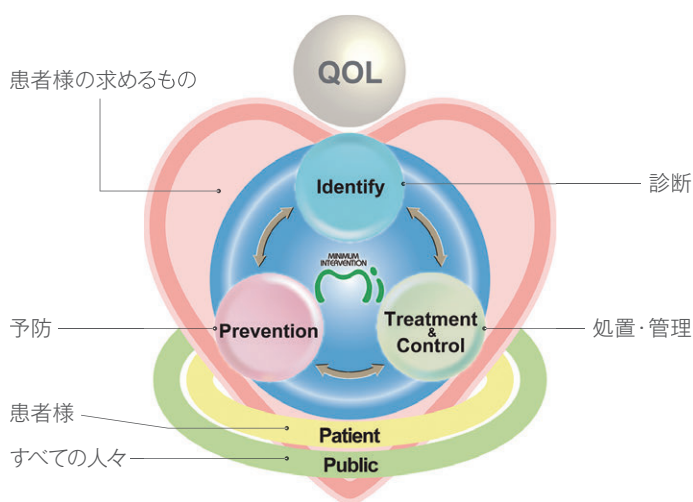 QOL
患者様の求めるもの
Identify
診断
MINIMUM
INTERVENTION
Mi
予防
Prevention
Treatment
&
Control
処置・管理
患者様
Patient
すべての人々
Public